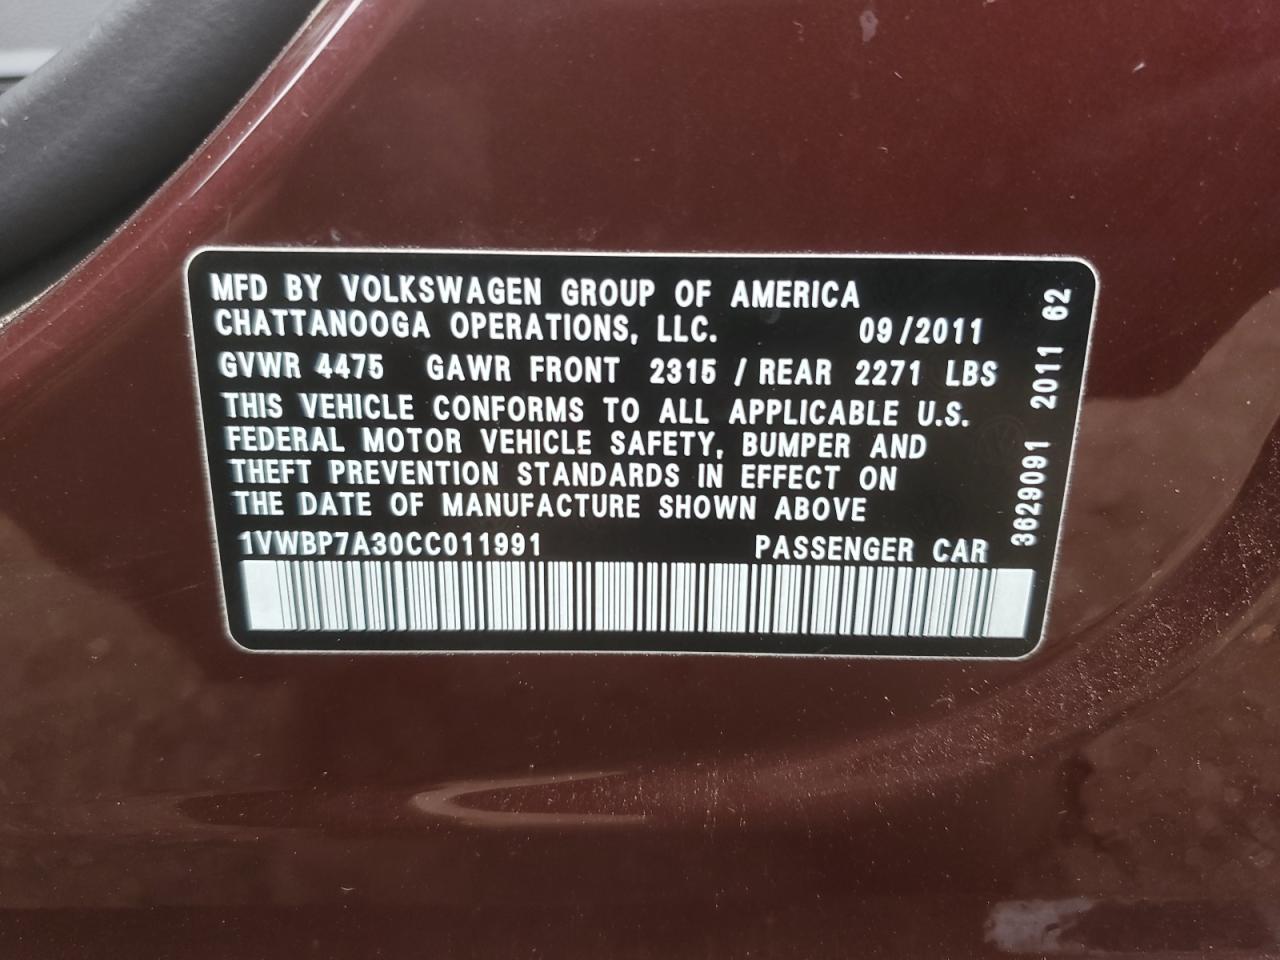 MFD BY VOLKSWAGEN GROUP OF AMERICA
CHATTANOOGA OPERATIONS, LLC. 09/2011
GVWR 4475 GAWR FRONT 2315 / REAR 2271 LBS
THIS VEHICLE CONFORMS TO ALL APPLICABLE U.S.
FEDERAL MOTOR VEHICLE SAFETY, BUMPER AND
THEFT PREVENTION STANDARDS IN EFFECT ON
THE DATE OF MANUFACTURE SHOWN ABOVE
1VWBP7A30CC011991 PASSENGER CAR
3629091 2011 62